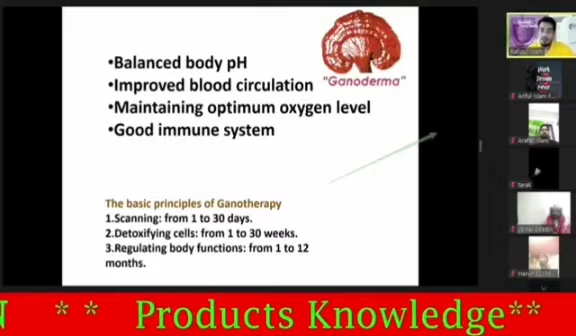 •Balanced body pH
•Improved blood circulation
•Maintaining optimum oxygen level
•Good immune system
"Ganoderma"
The basic principles of Ganotherapy
1.Scanning: from 1 to 30 days.
2.Detoxifying cells: from 1 to 30 weeks.
3.Regulating body functions: from 1 to 12
months.
N * * Products Knowledge**